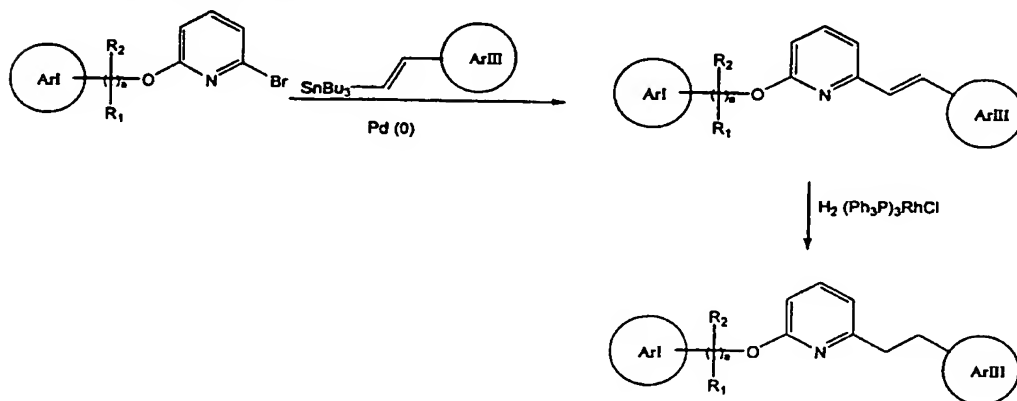 R₂
ArI ( )ₐ O N Br
R₁
SnBu₃ ArIII
Pd (0)
R₂
ArI ( )ₐ O N ArIII
R₁
H₂ (Ph₃P)₃RhCl
R₂
ArI ( )ₐ O N ArIII
R₁